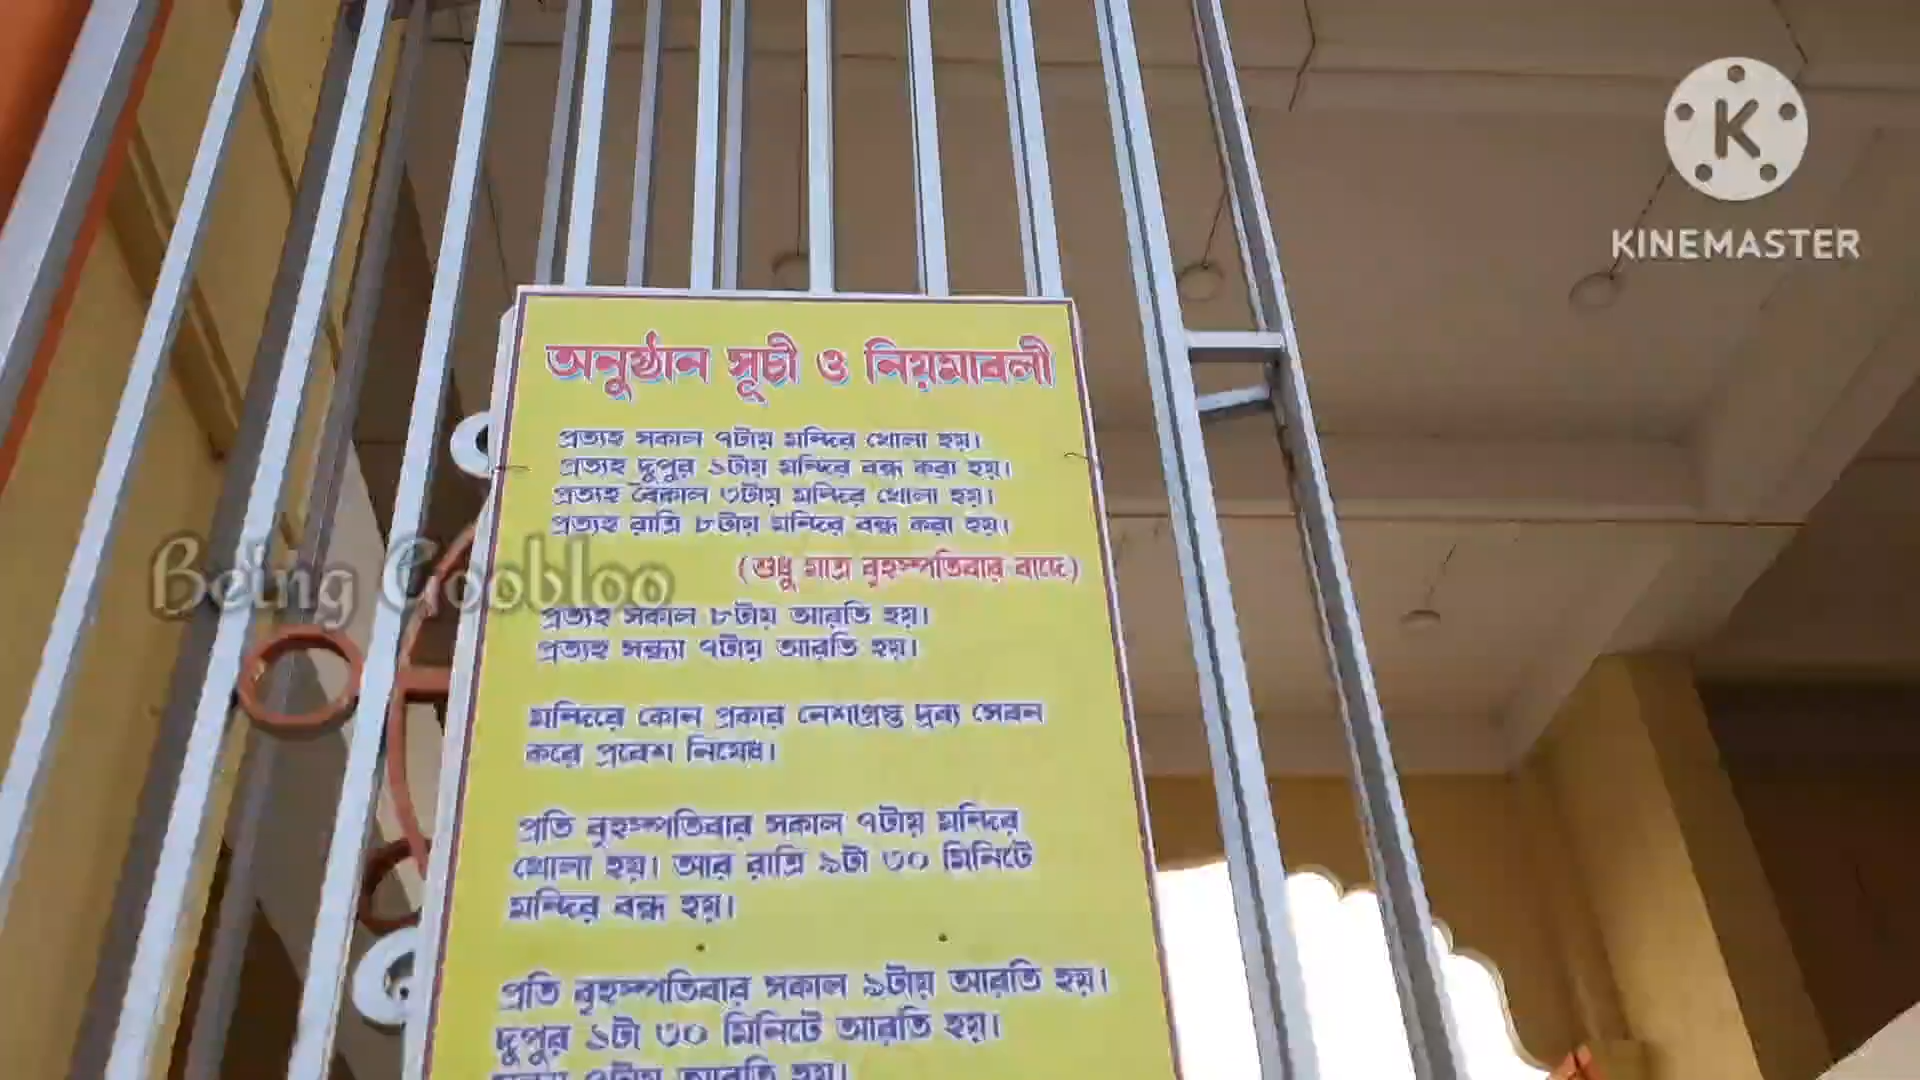 KINEMASTER
অনুষ্ঠান সূচী ও নিয়মাবলী
প্রত্যহ সকাল ৭টায় মন্দির খোলা হয়।
প্রত্যহ দুপুর ১টায় মন্দির বন্ধ করা হয়।
প্রত্যহ বৈকাল ৩টায় মন্দির খোলা হয়।
প্রত্যহ রাত্রি ৮টায় মন্দির বন্ধ করা হয়।
(শুধু মাত্র বৃহস্পতিবার বাদে)
Being Goobloo
প্রত্যহ সকাল ৮টায় আরতি হয়।
প্রত্যহ সন্ধ্যা ৭টায় আরতি হয়।
মন্দিরে কোন প্রকার নেশাগ্রস্ত দ্রব্য সেবন
করে প্রবেশ নিষেধ।
প্রতি বৃহস্পতিবার সকাল ৭টায় মন্দির
খোলা হয়। আর রাত্রি ৯টা ৩০ মিনিটে
মন্দির বন্ধ হয়।
প্রতি বৃহস্পতিবার সকাল ৯টায় আরতি হয়।
দুপুর ১টা ৩০ মিনিটে আরতি হয়।
আরতি হয়।